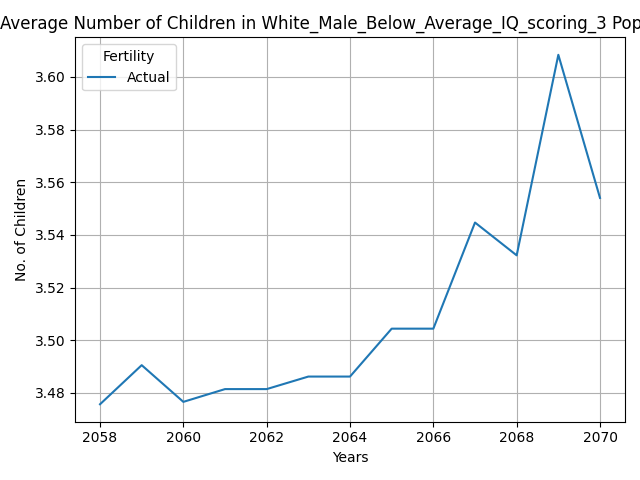 Average Number of Children in White_Male_Below_Average_IQ_scoring_3 Pop
Fertility
Actual
3.60
3.58
3.56
3.54
3.52
3.50
3.48
No. of Children
2058 2060 2062 2064 2066 2068 2070
Years